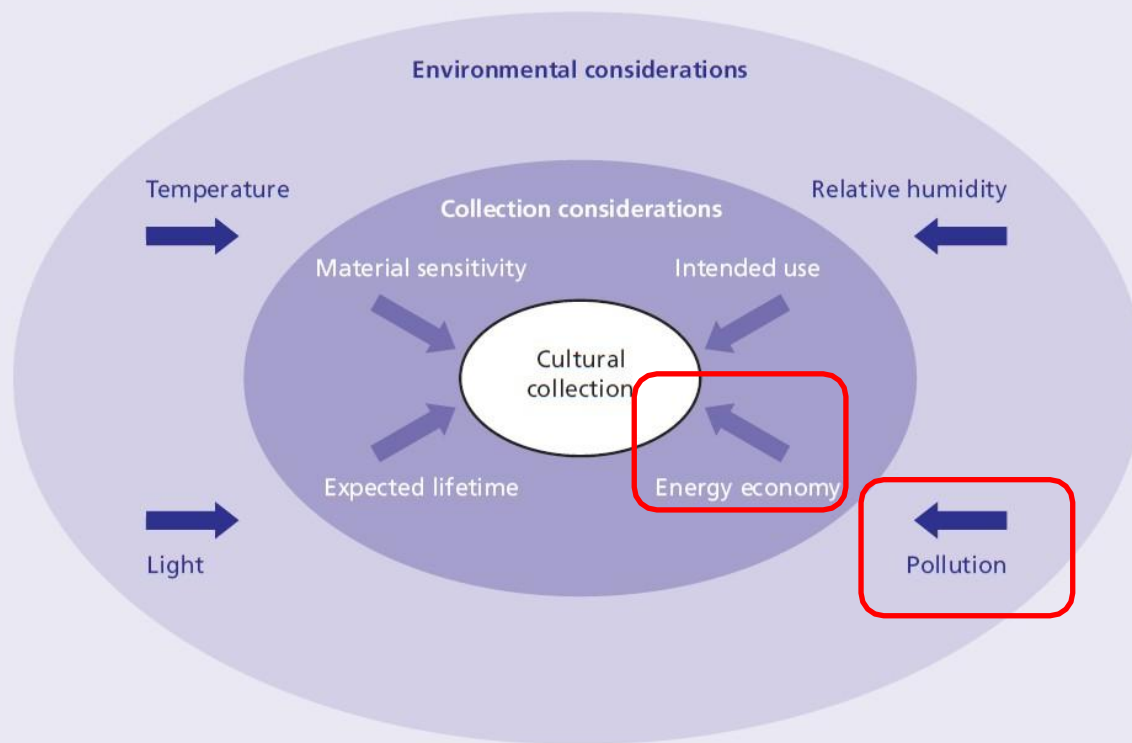 Environmental considerations
Temperature
Relative humidity
Collection considerations
Material sensitivity
Intended use
Cultural
collection
Expected lifetime
Energy economy
Light
Pollution